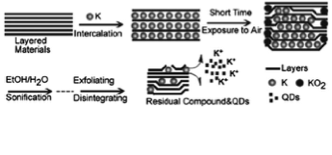 K
Intercalation
Short Time
Exposure to Air
Layered
Materials
EtOH/H2O
Sonification
Exfoliating
Disintegrating
K+
K+
K+
K+
Residual Compound&QDs
Layers
K
KO2
QDs